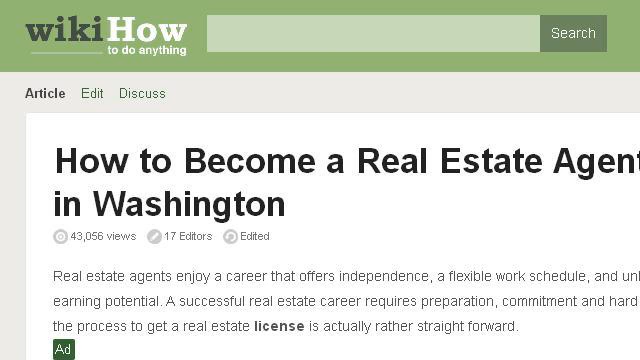 wikiHow
to do anything
Search
Article Edit Discuss
How to Become a Real Estate Agent
in Washington
43,056 views 17 Editors Edited
Real estate agents enjoy a career that offers independence, a flexible work schedule, and
earning potential. A successful real estate career requires preparation, commitment and hard
the process to get a real estate license is actually rather straight forward.
Ad